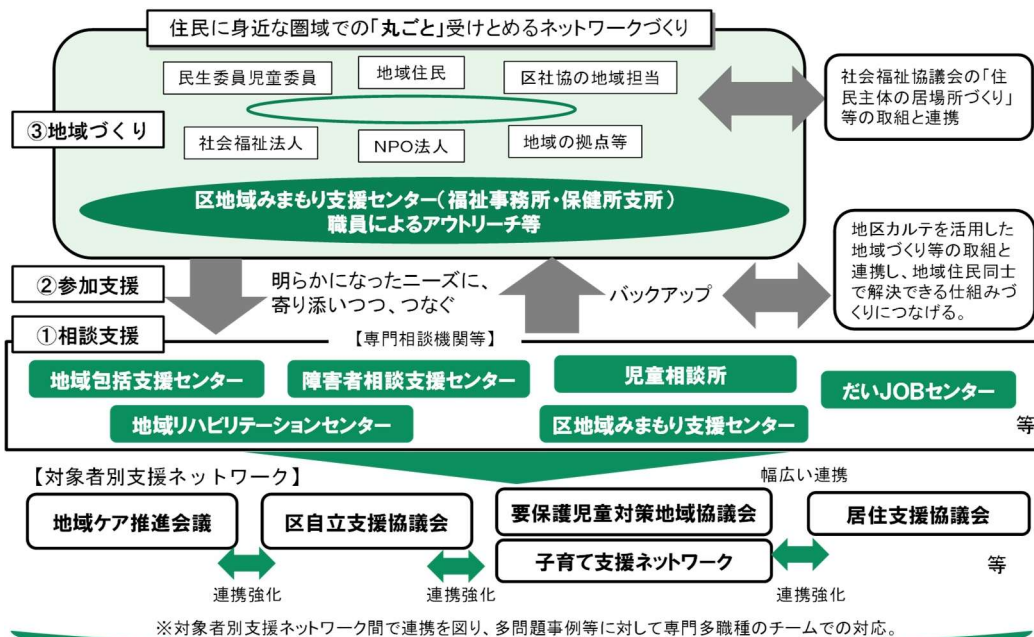 住民に身近な圏域での「丸ごと」受けとめるネットワークづくり
民生委員児童委員
地域住民
区社協の地域担当
③地域づくり
社会福祉法人
NPO法人
地域の拠点等
区地域みまもり支援センター(福祉事務所・保健所支所)
職員によるアウトリーチ等
社会福祉協議会の「住
民主体の居場所づくり」
等の取組と連携
②参加支援
明らかになったニーズに、
寄り添いつつ、つなぐ
バックアップ
地区カルテを活用した
地域づくり等の取組と
連携し、地域住民同士
で解決できる仕組みづ
くりにつなげる。
①相談支援
【専門相談機関等】
地域包括支援センター
障害者相談支援センター
児童相談所
だいJOBセンター
地域リハビリテーションセンター
区地域みまもり支援センター
等
【対象者別支援ネットワーク】
幅広い連携
地域ケア推進会議
区自立支援協議会
要保護児童対策地域協議会
居住支援協議会
子育て支援ネットワーク
等
連携強化
連携強化
連携強化
※対象者別支援ネットワーク間で連携を図り、多問題事例等に対して専門多職種のチームでの対応。